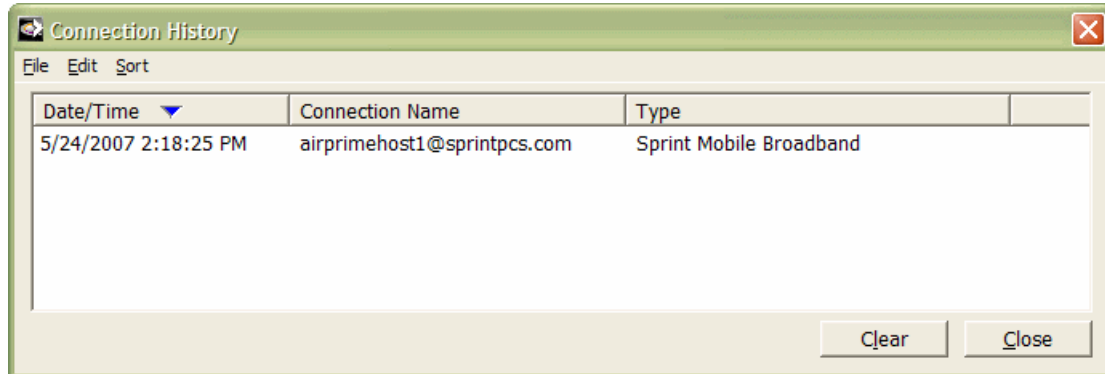 Connection History
File Edit Sort
Date/Time Connection Name Type
5/24/2007 2:18:25 PM airprimehost1@sprintpcs.com Sprint Mobile Broadband
Clear Close